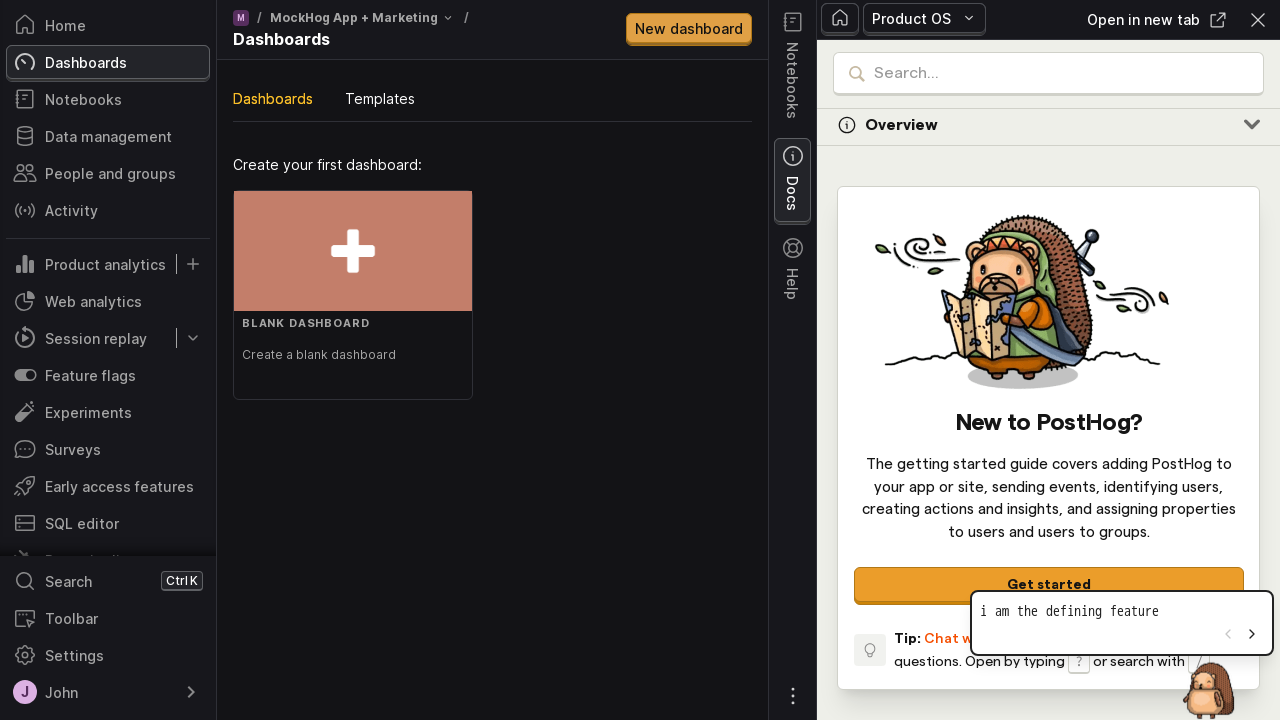 Home
Dashboards
Notebooks
Data management
People and groups
Activity
Product analytics
Web analytics
Session replay
Feature flags
Experiments
Surveys
Early access features
SQL editor
Search
Ctrl K
Toolbar
Settings
J John
M / MockHog App + Marketing /
Dashboards
New dashboard
Dashboards
Templates
Create your first dashboard:
BLANK DASHBOARD
Create a blank dashboard
Notebooks
Docs
Help
Product OS
Open in new tab
Search...
Overview
New to PostHog?
The getting started guide covers adding PostHog to
your app or site, sending events, identifying users,
creating actions and insights, and assigning properties
to users and users to groups.
Get started
i am the defining feature
Tip: Chat
questions. Open by typing ? or search with /